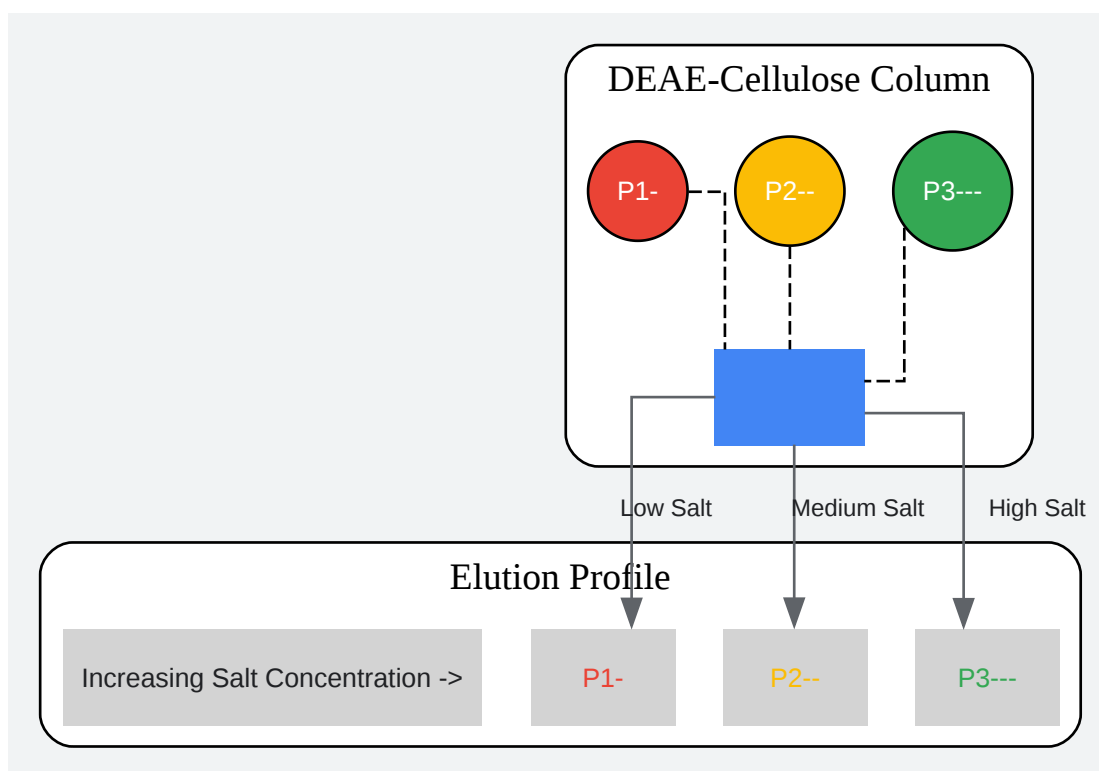 DEAE-Cellulose Column
P1-
P2--
P3---
Low Salt
Medium Salt
High Salt
Elution Profile
Increasing Salt Concentration ->
P1-
P2--
P3---